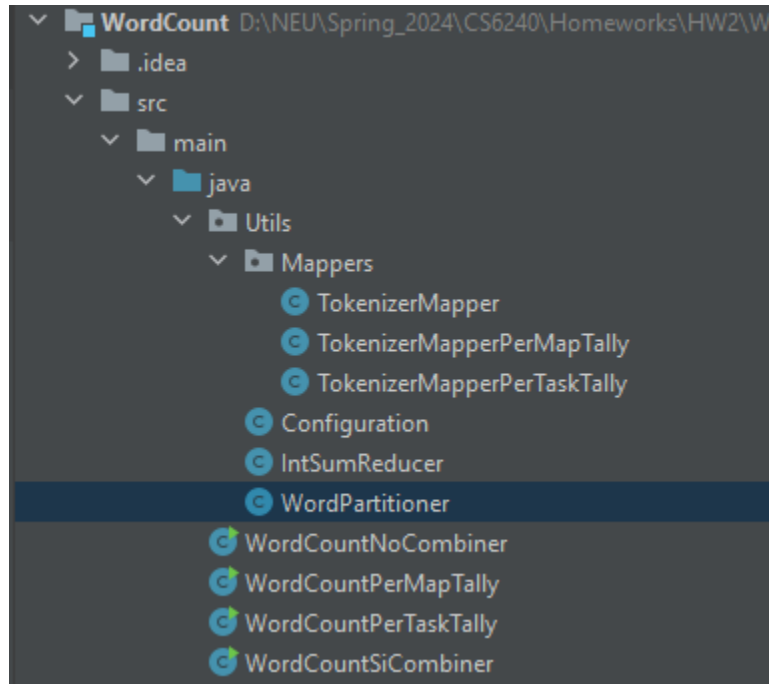 WordCount D:\NEU\Spring_2024\CS6240\Homeworks\HW2\W
.idea
src
main
java
Utils
Mappers
TokenizerMapper
TokenizerMapperPerMapTally
TokenizerMapperPerTaskTally
Configuration
IntSumReducer
WordPartitioner
WordCountNoCombiner
WordCountPerMapTally
WordCountPerTaskTally
WordCountSiCombiner